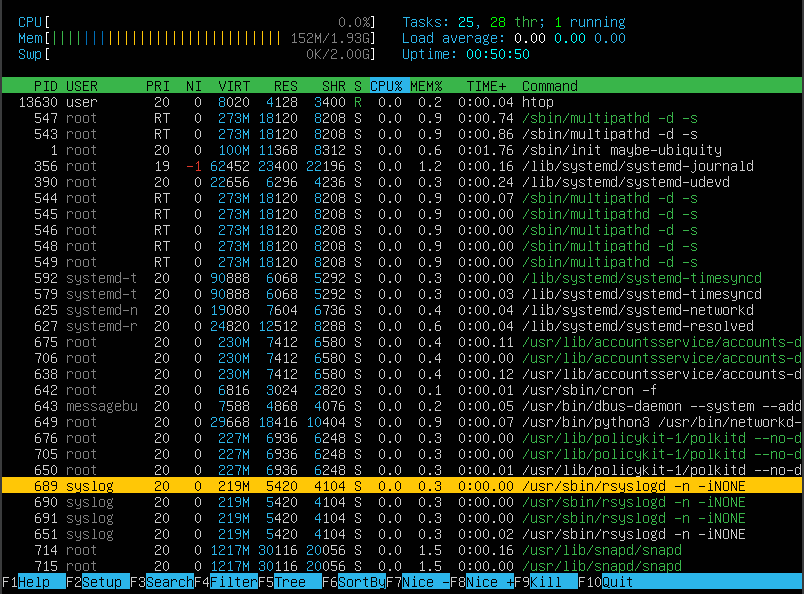 CPU[ 0.0%] Tasks: 25, 28 thr; 1 running
Mem[||||||||||||||||||||||||||||| 152M/1.93G] Load average: 0.00 0.00 0.00
Swp[ 0K/2.00G] Uptime: 00:50:50
PID USER PRI NI VIRT RES SHR S CPU% MEM% TIME+ Command
13630 user 20 0 8020 4128 3400 R 0.0 0.2 0:00.04 htop
547 root RT 0 273M 18120 8208 S 0.0 0.9 0:00.74 /sbin/multipathd -d -s
543 root RT 0 273M 18120 8208 S 0.0 0.9 0:00.86 /sbin/multipathd -d -s
1 root 20 0 100M 11368 8312 S 0.0 0.6 0:01.76 /sbin/init maybe-ubiquity
356 root 19 -1 62452 23400 22196 S 0.0 1.2 0:00.16 /lib/systemd/systemd-journald
390 root 20 0 22656 6296 4236 S 0.0 0.3 0:00.24 /lib/systemd/systemd-udevd
544 root RT 0 273M 18120 8208 S 0.0 0.9 0:00.07 /sbin/multipathd -d -s
545 root RT 0 273M 18120 8208 S 0.0 0.9 0:00.00 /sbin/multipathd -d -s
546 root RT 0 273M 18120 8208 S 0.0 0.9 0:00.00 /sbin/multipathd -d -s
548 root RT 0 273M 18120 8208 S 0.0 0.9 0:00.00 /sbin/multipathd -d -s
549 root RT 0 273M 18120 8208 S 0.0 0.9 0:00.00 /sbin/multipathd -d -s
592 systemd-t 20 0 90888 6068 5292 S 0.0 0.3 0:00.00 /lib/systemd/systemd-timesyncd
579 systemd-t 20 0 90888 6068 5292 S 0.0 0.3 0:00.03 /lib/systemd/systemd-timesyncd
625 systemd-n 20 0 19080 7604 6736 S 0.0 0.4 0:00.04 /lib/systemd/systemd-networkd
627 systemd-r 20 0 24820 12512 8288 S 0.0 0.6 0:00.04 /lib/systemd/systemd-resolved
675 root 20 0 230M 7412 6580 S 0.0 0.4 0:00.11 /usr/lib/accountsservice/accounts-d
706 root 20 0 230M 7412 6580 S 0.0 0.4 0:00.00 /usr/lib/accountsservice/accounts-d
638 root 20 0 230M 7412 6580 S 0.0 0.4 0:00.12 /usr/lib/accountsservice/accounts-d
642 root 20 0 6816 3024 2820 S 0.0 0.1 0:00.01 /usr/sbin/cron -f
643 messagebu 20 0 7588 4868 4076 S 0.0 0.2 0:00.05 /usr/bin/dbus-daemon --system --add
649 root 20 0 29668 18416 10404 S 0.0 0.9 0:00.07 /usr/bin/python3 /usr/bin/networkd-
676 root 20 0 227M 6936 6248 S 0.0 0.3 0:00.00 /usr/lib/policykit-1/polkitd --no-d
705 root 20 0 227M 6936 6248 S 0.0 0.3 0:00.00 /usr/lib/policykit-1/polkitd --no-d
650 root 20 0 227M 6936 6248 S 0.0 0.3 0:00.01 /usr/lib/policykit-1/polkitd --no-d
689 syslog 20 0 219M 5420 4104 S 0.0 0.3 0:00.00 /usr/sbin/rsyslogd -n -iNONE
690 syslog 20 0 219M 5420 4104 S 0.0 0.3 0:00.00 /usr/sbin/rsyslogd -n -iNONE
691 syslog 20 0 219M 5420 4104 S 0.0 0.3 0:00.00 /usr/sbin/rsyslogd -n -iNONE
651 syslog 20 0 219M 5420 4104 S 0.0 0.3 0:00.02 /usr/sbin/rsyslogd -n -iNONE
714 root 20 0 1217M 30116 20056 S 0.0 1.5 0:00.16 /usr/lib/snapd/snapd
715 root 20 0 1217M 30116 20056 S 0.0 1.5 0:00.00 /usr/lib/snapd/snapd
F1Help F2Setup F3SearchF4FilterF5Tree F6SortByF7Nice -F8Nice +F9Kill F10Quit